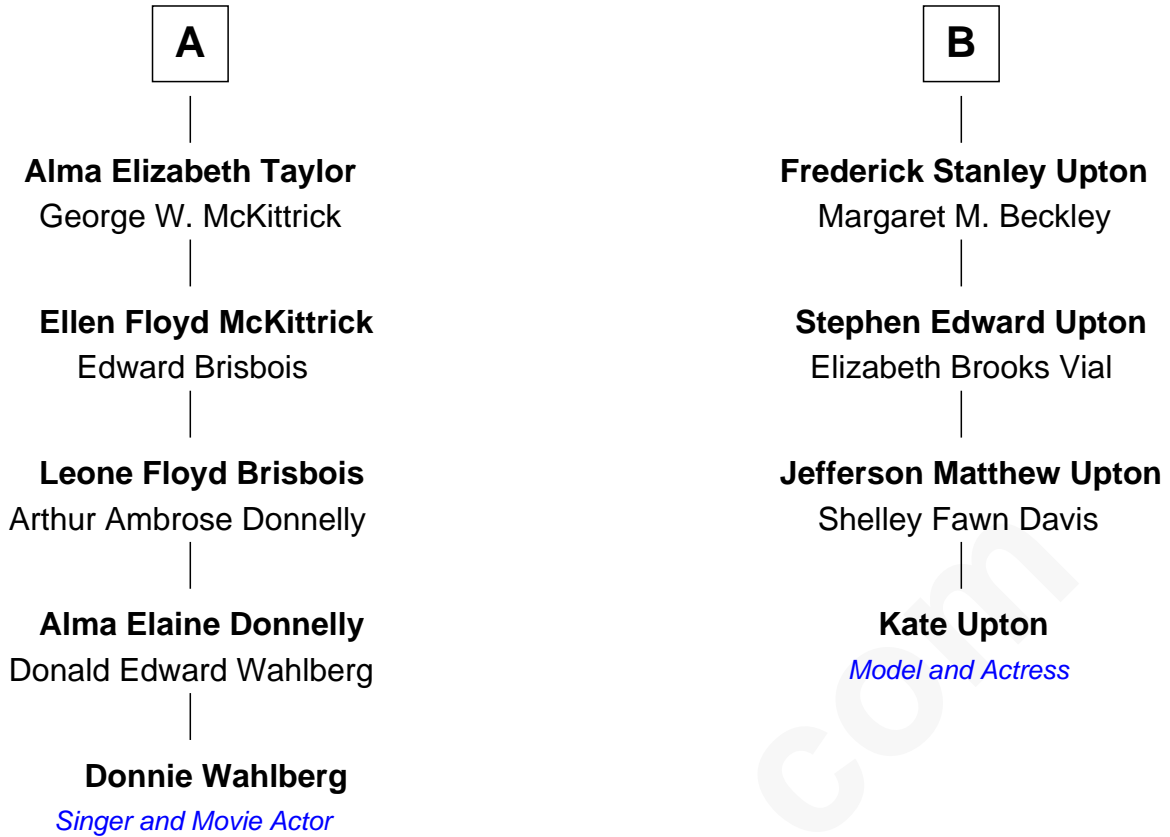 A
Alma Elizabeth Taylor
George W. McKittrick
Ellen Floyd McKittrick
Edward Brisbois
Leone Floyd Brisbois
Arthur Ambrose Donnelly
Alma Elaine Donnelly
Donald Edward Wahlberg
Donnie Wahlberg
Singer and Movie Actor
B
Frederick Stanley Upton
Margaret M. Beckley
Stephen Edward Upton
Elizabeth Brooks Vial
Jefferson Matthew Upton
Shelley Fawn Davis
Kate Upton
Model and Actress
com